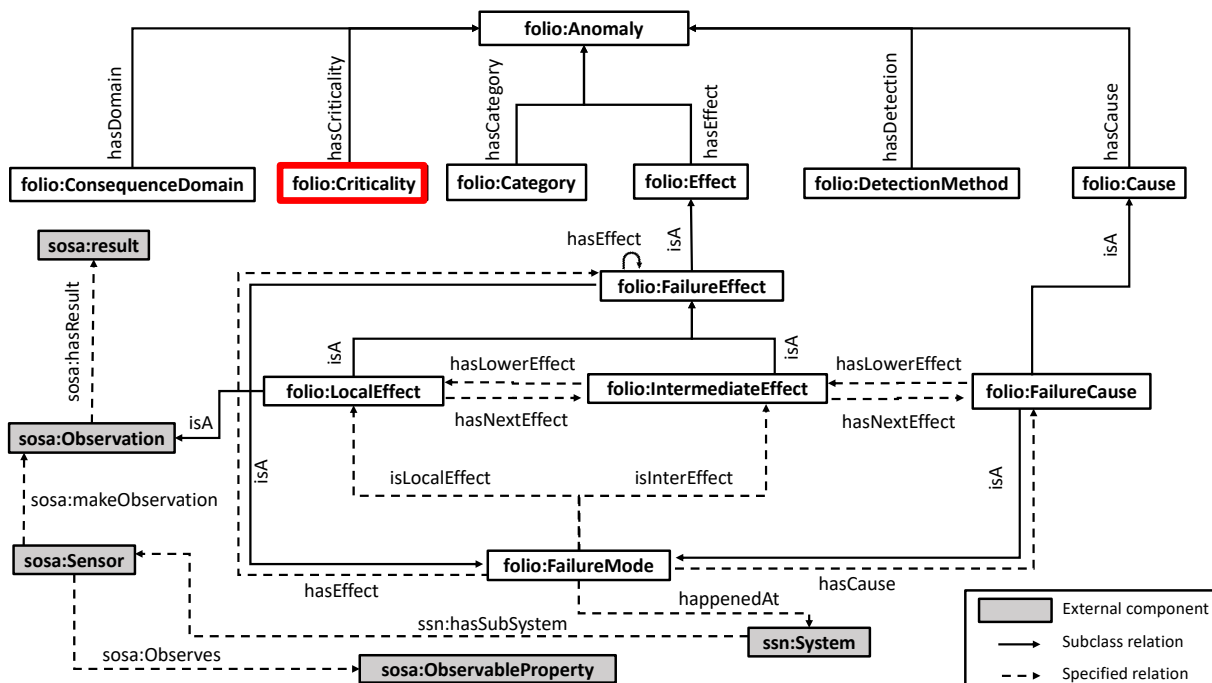 folio:Anomaly
hasDomain
hasCriticality
hasCategory
hasEffect
hasDetection
hasCause
folio:ConsequenceDomain
folio:Criticality
folio:Category
folio:Effect
folio:DetectionMethod
folio:Cause
sosa:result
hasEffect
isA
isA
folio:FailureEffect
sosa:hasResult
isA
isA
hasLowerEffect
hasLowerEffect
folio:LocalEffect
folio:IntermediateEffect
folio:FailureCause
hasNextEffect
hasNextEffect
isA
sosa:Observation
isA
isLocalEffect
isInterEffect
isA
sosa:makeObservation
sosa:Sensor
folio:FailureMode
hasEffect
hasCause
happenedAt
ssn:hasSubSystem
ssn:System
sosa:Observes
sosa:ObservableProperty
External component
Subclass relation
Specified relation